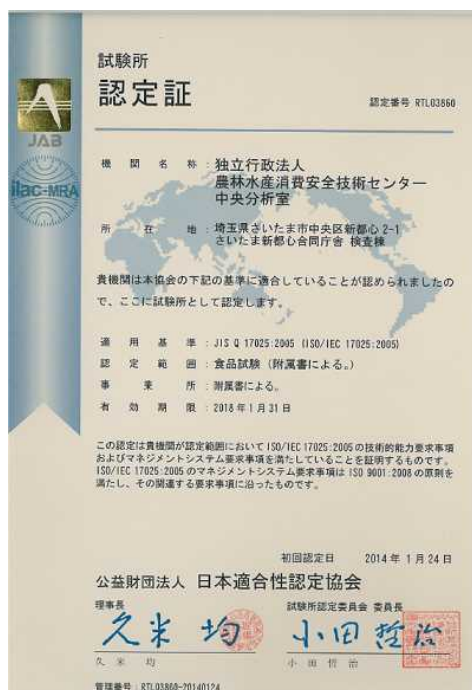 試験所
認定証
認定番号 RTL03860
JAB
ilac-MRA
機関名称：独立行政法人
農林水産消費安全技術センター
中央分析室
所在地：埼玉県さいたま市中央区新都心 2-1
さいたま新都心合同庁舎 検査棟
貴機関は本協会の下記の基準に適合していることが認められましたの
で、ここに試験所として認定します。
適用基準：JIS Q 17025:2005 (ISO/IEC 17025:2005)
認定範囲：食品試験（附属書による。）
事業所：附属書による。
有効期限：2018年1月31日
この認定は貴機関が認定範囲において ISO/IEC 17025:2005 の技術的能力要求事項
およびマネジメントシステム要求事項を満たしていることを証明するものです。
ISO/IEC 17025:2005 のマネジメントシステム要求事項は ISO 9001:2008 の原則を
満たし、その関連する要求事項に沿ったものです。
初回認定日 2014年1月24日
公益財団法人 日本適合性認定協会
理事長 試験所認定委員会 委員長
久米 均 小田哲治
久米 均 小田哲治
管理番号：RTL03860-20140124